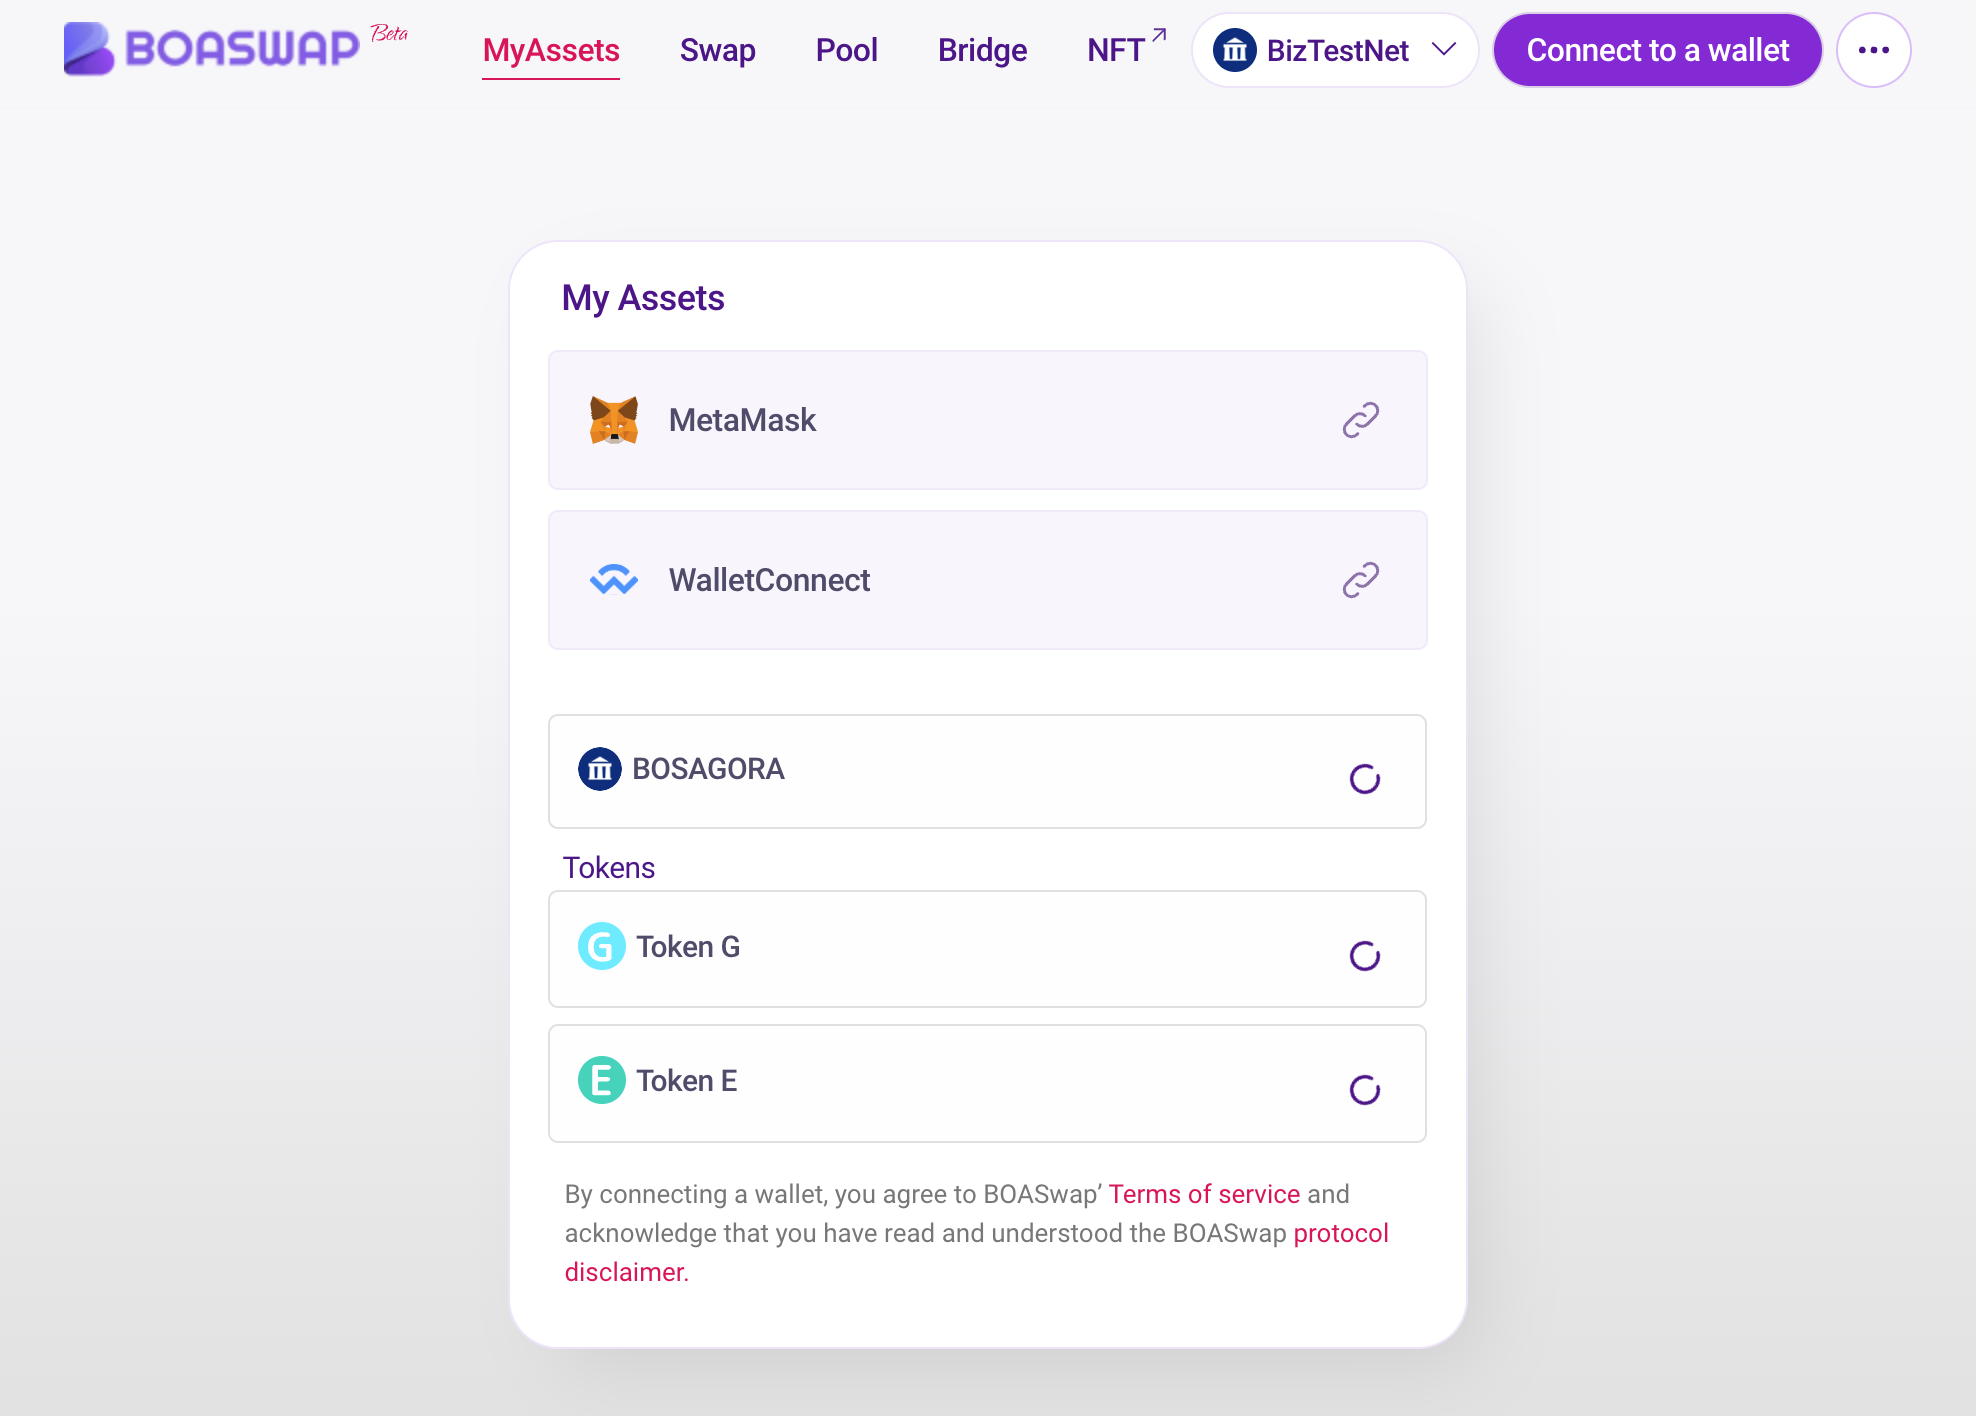 BOASWAP Beta
MyAssets Swap Pool Bridge NFT BizTestNet Connect to a wallet
My Assets
MetaMask
WalletConnect
BOSAGORA
Tokens
G Token G
E Token E
By connecting a wallet, you agree to BOASwap’ Terms of service and
acknowledge that you have read and understood the BOASwap protocol
disclaimer.